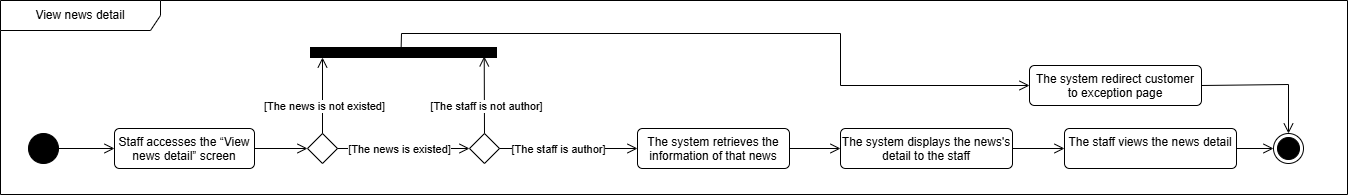 View news detail
The system redirect customer
to exception page
[The news is not existed]
[The staff is not author]
Staff accesses the “View
news detail” screen
[The news is existed]
[The staff is author]
The system retrieves the
information of that news
The system displays the news's
detail to the staff
The staff views the news detail